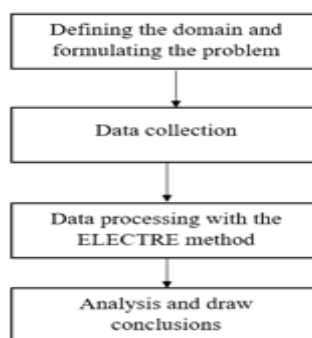 Defining the domain and
formulating the problem
Data collection
Data processing with the
ELECTRE method
Analysis and draw
conclusions